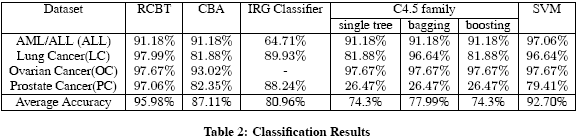 Dataset RCBT CBA IRG Classifier C4.5 family SVM
single tree bagging boosting
AML/ALL (ALL) 91.18% 91.18% 64.71% 91.18% 91.18% 91.18% 97.06%
Lung Cancer(LC) 97.99% 81.88% 89.93% 81.88% 96.64% 81.88% 96.64%
Ovarian Cancer(OC) 97.67% 93.02% - 97.67% 97.67% 97.67% 97.67%
Prostate Cancer(PC) 97.06% 82.35% 88.24% 26.47% 26.47% 26.47% 79.41%
Average Accuracy 95.98% 87.11% 80.96% 74.3% 77.99% 74.3% 92.70%
Table 2: Classification Results